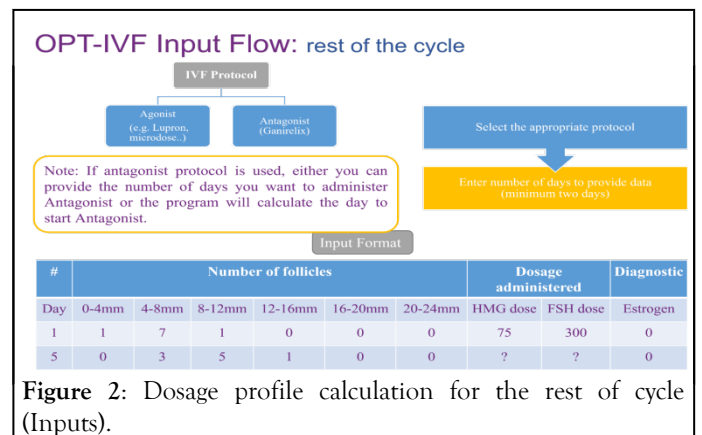 OPT-IVF Input Flow: rest of the cycle
IVF Protocol
Agonist
(e.g. Lupron,
microdose..)
Antagonist
(Ganirelix)
Select the appropriate protocol
Enter number of days to provide data
(minimum two days)
Note: If antagonist protocol is used, either you can
provide the number of days you want to administer
Antagonist or the program will calculate the day to
start Antagonist.
Input Format
# Number of follicles Dosage administered Diagnostic
Day 0-4mm 4-8mm 8-12mm 12-16mm 16-20mm 20-24mm HMG dose FSH dose Estrogen
1 1 7 1 0 0 0 75 300 0
5 0 3 5 1 0 0 ? ? 0
Figure 2: Dosage profile calculation for the rest of cycle
(Inputs).